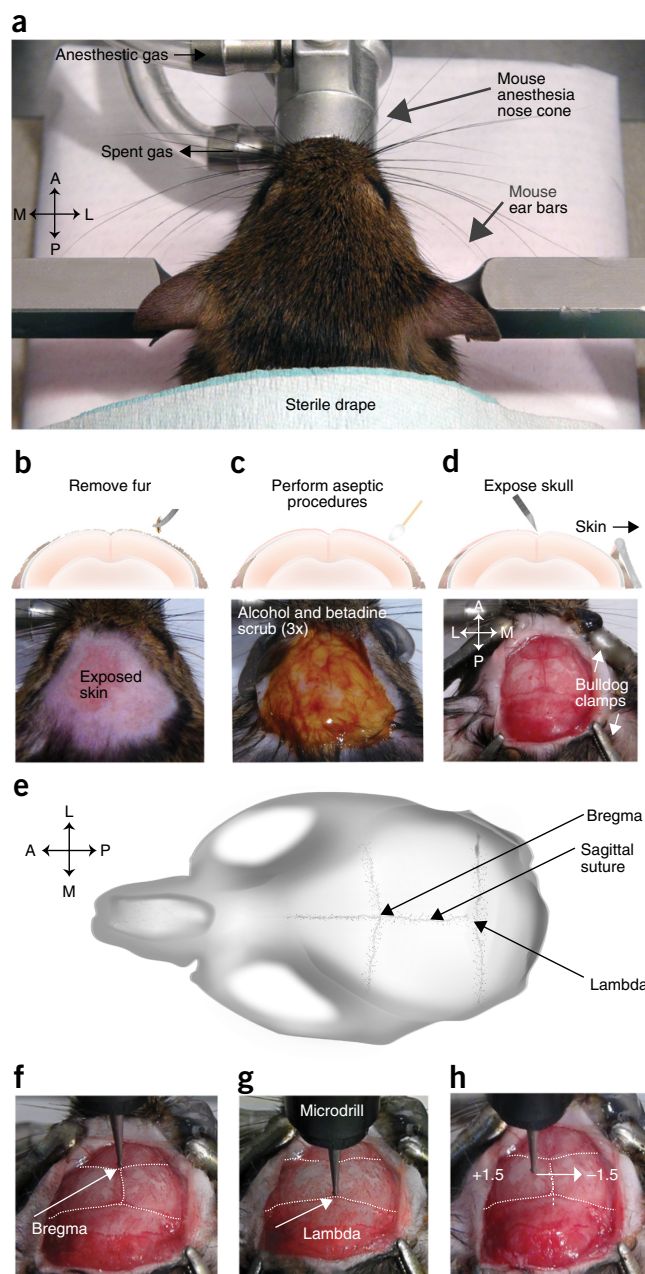 a
Anesthestic gas
Mouse
anesthesia
nose cone
Spent gas
A
M
L
P
Mouse
ear bars
Sterile drape
b
Remove fur
c
Perform aseptic
procedures
d
Expose skull
Skin
Exposed
skin
Alcohol and betadine
scrub (3x)
A
L
M
P
Bulldog
clamps
e
L
A
P
M
Bregma
Sagittal
suture
Lambda
f
Bregma
g
Microdrill
Lambda
h
+1.5
–1.5